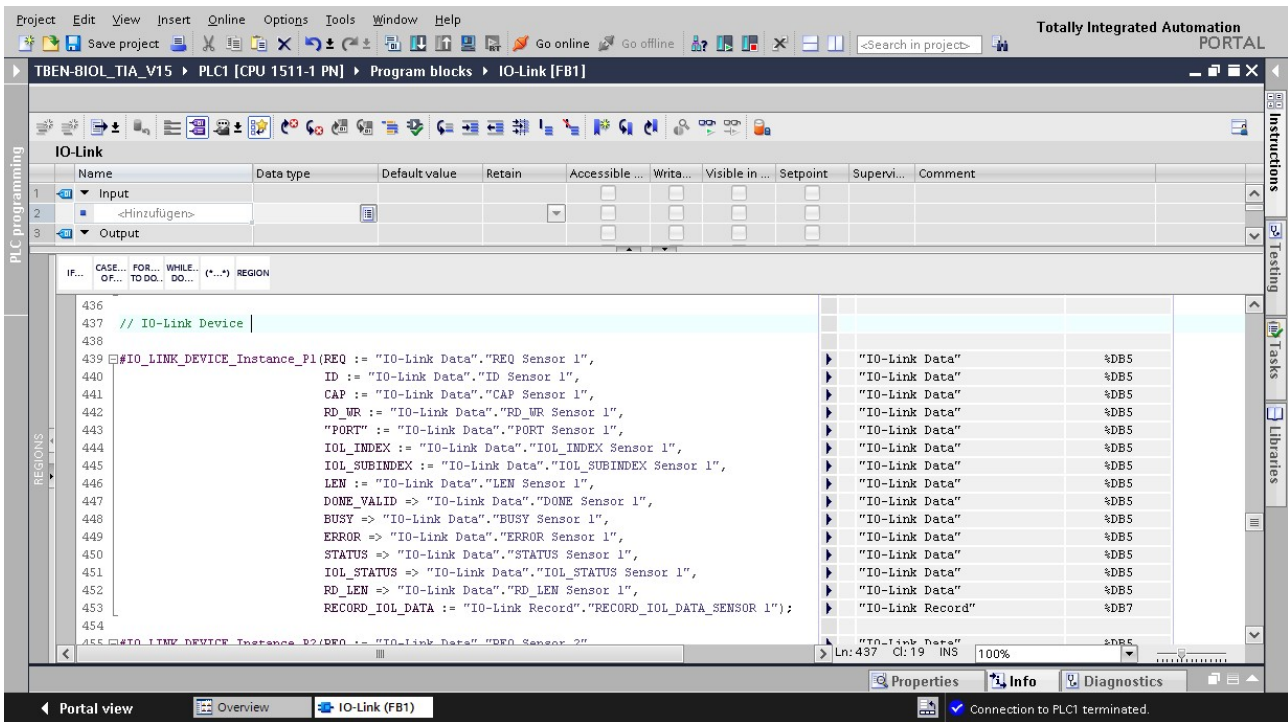 Project Edit View Insert Online Options Tools Window Help
Totally Integrated Automation
PORTAL
Save project Go online Go offline <Search in project>
TBEN-BIOL_TIA_V15 PLC1 [CPU 1511-1 PN] Program blocks IO-Link [FB1]
IO-Link
Name Data type Default value Retain Accessible ... Writa... Visible in ... Setpoint Supervi... Comment
1 Input
2 <Hinzufügen>
3 Output
IF... CASE... OF... FOR... TO DO.. WHILE.. DO... (*...*) REGION
436
437 // IO-Link Device
438
439 #IO_LINK_DEVICE_Instance_P1(REQ := "IO-Link Data"."REQ Sensor 1", "IO-Link Data" %DB5
440 ID := "IO-Link Data"."ID Sensor 1", "IO-Link Data" %DB5
441 CAP := "IO-Link Data"."CAP Sensor 1", "IO-Link Data" %DB5
442 RD_WR := "IO-Link Data"."RD_WR Sensor 1", "IO-Link Data" %DB5
443 "PORT" := "IO-Link Data"."PORT Sensor 1", "IO-Link Data" %DB5
444 IOL_INDEX := "IO-Link Data"."IOL_INDEX Sensor 1", "IO-Link Data" %DB5
445 IOL_SUBINDEX := "IO-Link Data"."IOL_SUBINDEX Sensor 1", "IO-Link Data" %DB5
446 LEN := "IO-Link Data"."LEN Sensor 1", "IO-Link Data" %DB5
447 DONE_VALID => "IO-Link Data"."DONE Sensor 1", "IO-Link Data" %DB5
448 BUSY => "IO-Link Data"."BUSY Sensor 1", "IO-Link Data" %DB5
449 ERROR => "IO-Link Data"."ERROR Sensor 1", "IO-Link Data" %DB5
450 STATUS => "IO-Link Data"."STATUS Sensor 1", "IO-Link Data" %DB5
451 IOL_STATUS => "IO-Link Data"."IOL_STATUS Sensor 1", "IO-Link Data" %DB5
452 RD_LEN => "IO-Link Data"."RD_LEN Sensor 1", "IO-Link Data" %DB5
453 RECORD_IOL_DATA := "IO-Link Record"."RECORD_IOL_DATA_SENSOR 1"); "IO-Link Record" %DB7
454
455 #IO_LINK_DEVICE_Instance_P2(REQ := "IO-Link Data"."REQ Sensor 2", "IO-Link Data" %DB5
Ln: 437 Cl: 19 INS 100%
Properties Info Diagnostics
Portal view Overview IO-Link (FB1) Connection to PLC1 terminated.
PLC programming
REGIONS
Instructions
Testing
Tasks
Libraries